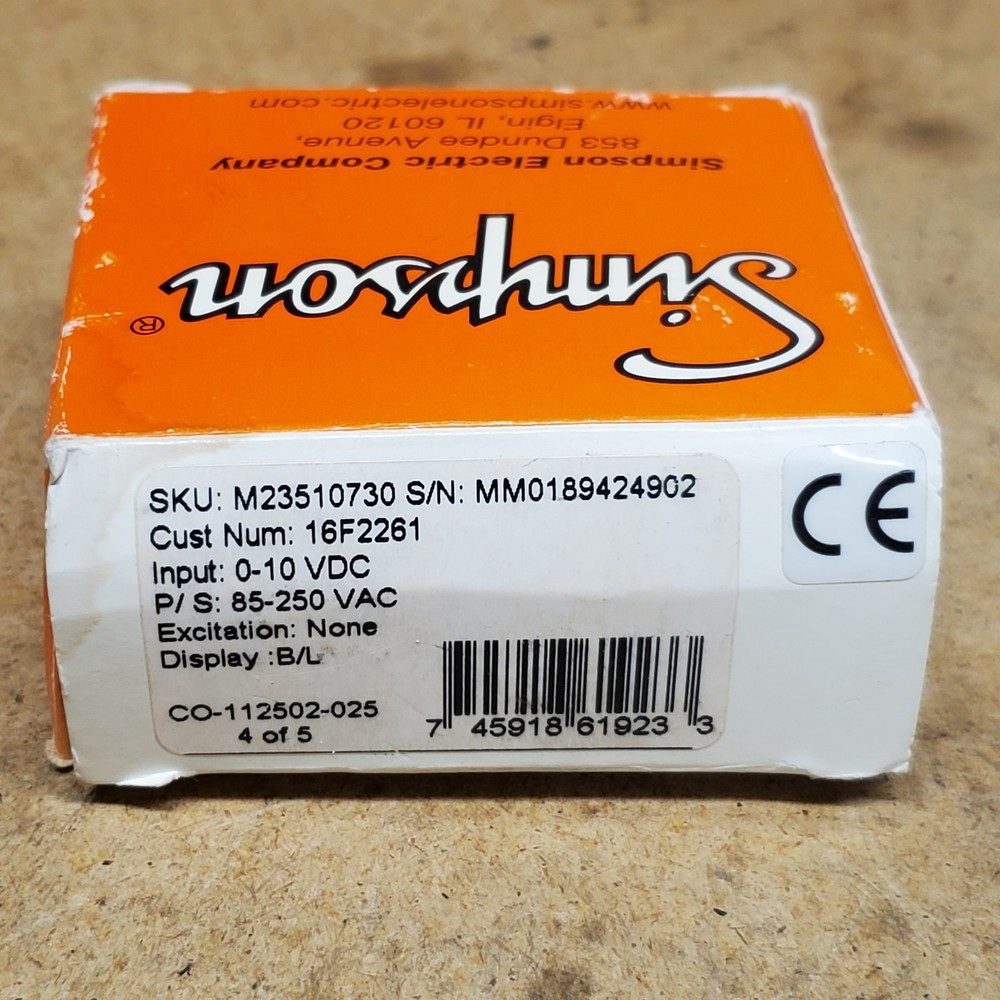 Simpson®
Simpson Electric Company
853 Dundee Avenue,
Elgin, IL 60120
www.simpsonelectric.com
SKU: M23510730 S/N: MM0189424902
Cust Num: 16F2261
Input: 0-10 VDC
P/ S: 85-250 VAC
Excitation: None
Display :B/L
CO-112502-025
4 of 5
7 45918 61923 3
CE